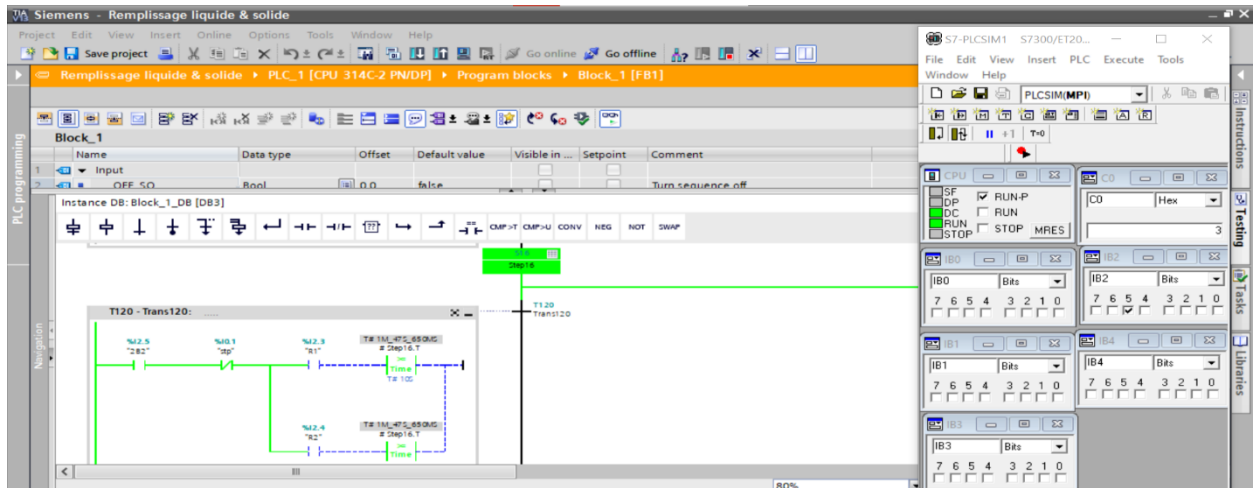 Siemens - Remplissage liquide & solide
Project Edit View Insert Online Options Tools Window Help
Save project
Go online
Go offline
Remplissage liquide & solide
PLC_1 [CPU 314C-2 PN/DP]
Program blocks
Block_1 [FB1]
PLC programming
Block_1
Name Data type Offset Default value Visible in ... Setpoint Comment
1 Input
2 OFF_SQ Bool 0.0 false Turn sequence off
Instance DB: Block_1_DB [DB3]
CMP>T CMP>U CONV NEG NOT SWAP
S16
Step16
T120
Trans120
T120 - Trans120: .....
%I2.5
"2B2"
%I0.1
"stp"
%I2.3
"R1"
T# 1M_47S_650MS
# Step16.T
Time
T# 10S
%I2.4
"R2"
T# 1M_47S_650MS
# Step16.T
Time
80%
Navigation
Instructions
Testing
Tasks
Libraries
S7-PLCSIM1 S7300/ET20...
File Edit View Insert PLC Execute Tools
Window Help
PLCSIM(MPI)
+1 T=0
CPU
SF
DP
DC
RUN
STOP
RUN-P
RUN
STOP MRES
C0
C0 Hex
3
IB0
IB0 Bits
7 6 5 4 3 2 1 0
IB2
IB2 Bits
7 6 5 4 3 2 1 0
IB1
IB1 Bits
7 6 5 4 3 2 1 0
IB4
IB4 Bits
7 6 5 4 3 2 1 0
IB3
IB3 Bits
7 6 5 4 3 2 1 0